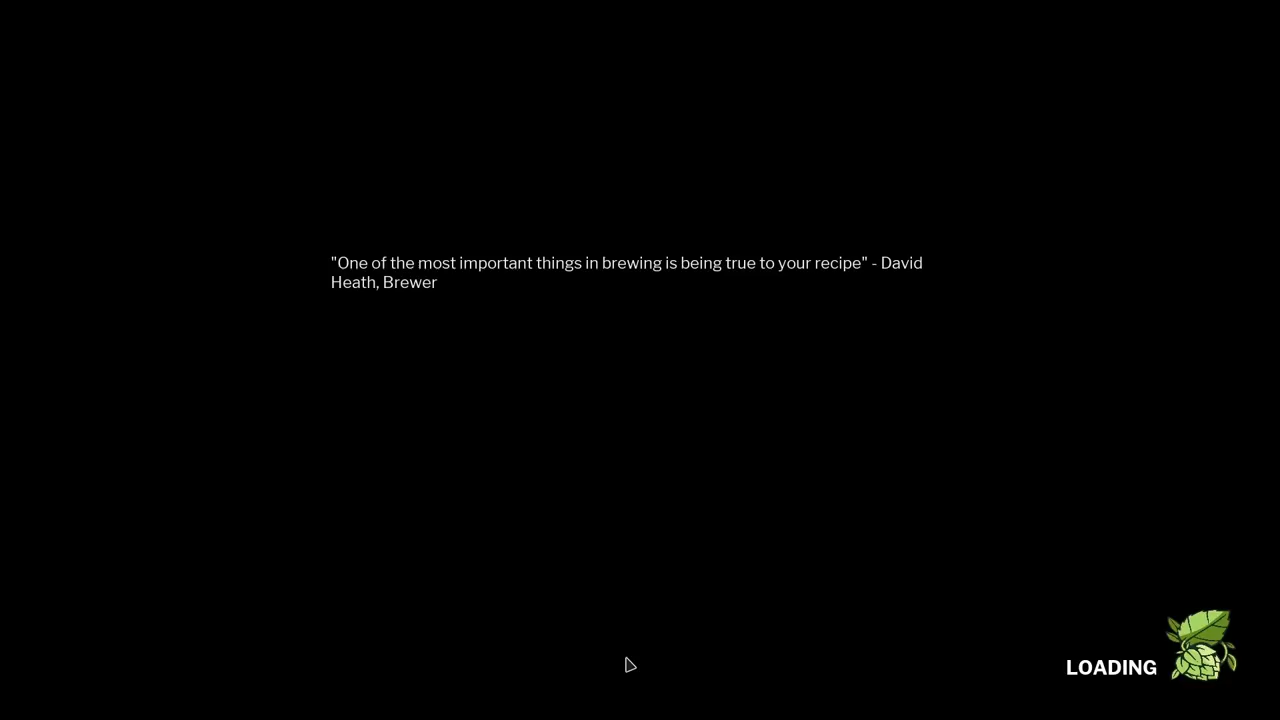 "One of the most important things in brewing is being true to your recipe" - David
Heath, Brewer
LOADING